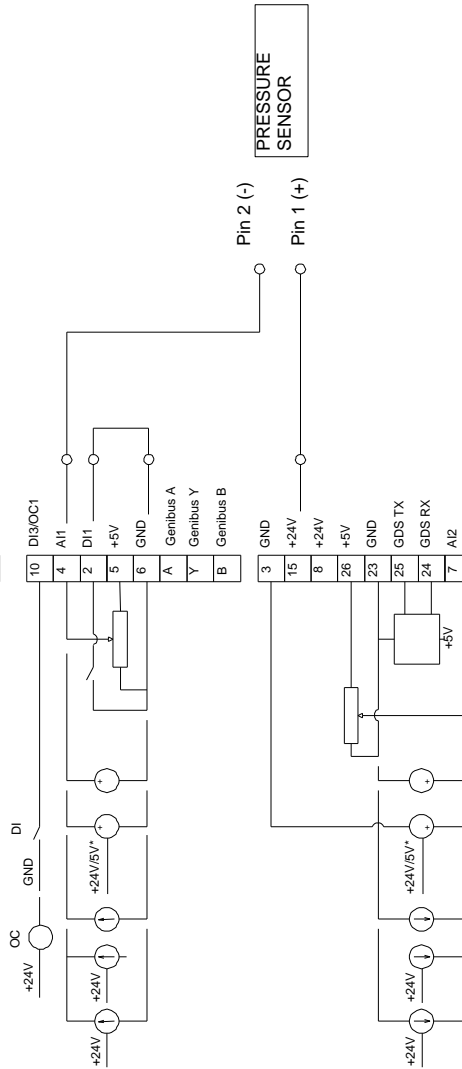 PRESSURE
SENSOR
Pin 2 (-)
Pin 1 (+)
10 DI3/OC1
4 AI1
2 DI1
5 +5V
6 GND
A Genibus A
Y Genibus Y
B Genibus B
DI
GND
OC
+24V
+24V/5V*
+24V
+24V
+
+
3 GND
15 +24V
8 +24V
26 +5V
23 GND
25 GDS TX
24 GDS RX
7 AI2
+5V
+24V/5V*
+24V
+24V
+
+